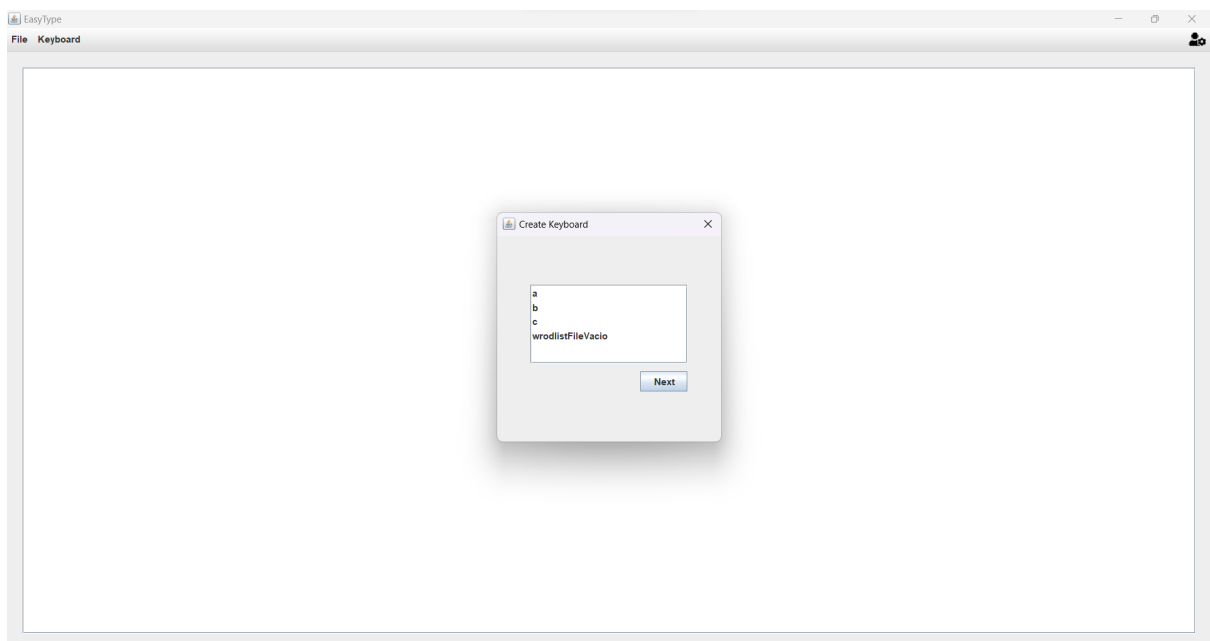 EasyType
File Keyboard
Create Keyboard
a
b
c
wrodlistFileVacio
Next